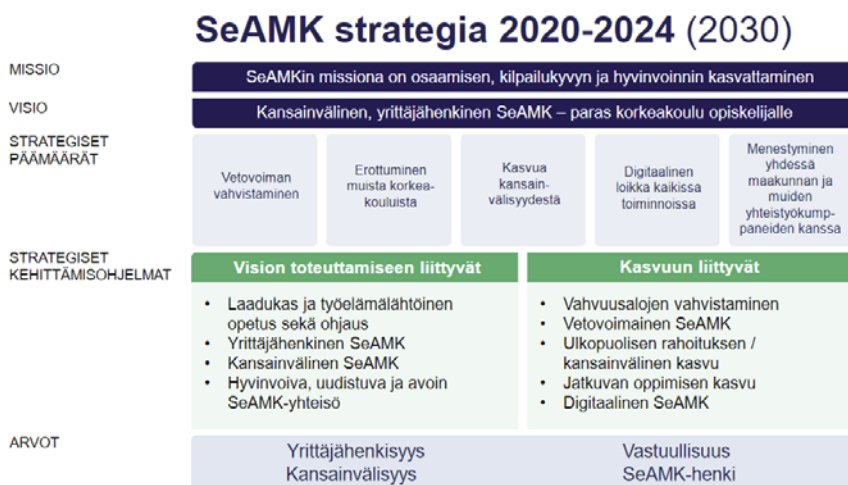 SeAMK strategia 2020-2024 (2030)
MISSIO
SeAMKin missiona on osaamisen, kilpailukyvyn ja hyvinvoinnin kasvattaminen
VISIO
Kansainvälinen, yrittäjähenkinen SeAMK – paras korkeakoulu opiskelijalle
STRATEGISET
PÄÄMÄÄRÄT
Vetovoiman
vahvistaminen
Erottuminen
muista korkea-
kouluista
Kasvua
kansain-
välisyydestä
Digitaalinen
loikka kaikissa
toiminnoissa
Menestyminen
yhdessä
maakunnan ja
muiden
yhteistyökump-
paneiden kanssa
STRATEGISET
KEHITTÄMISOHJELMAT
Vision toteuttamiseen liittyvät
• Laadukas ja työelämälähtöinen
opetus sekä ohjaus
• Yrittäjähenkinen SeAMK
• Kansainvälinen SeAMK
• Hyvinvoiva, uudistuva ja avoin
SeAMK-yhteisö
Kasvuun liittyvät
• Vahvuusalojen vahvistaminen
• Vetovoimainen SeAMK
• Ulkopuolisen rahoituksen /
kansainvälinen kasvu
• Jatkuvan oppimisen kasvu
• Digitaalinen SeAMK
ARVOT
Yrittäjähenkisyys
Kansainvälisyys
Vastuullisuus
SeAMK-henki